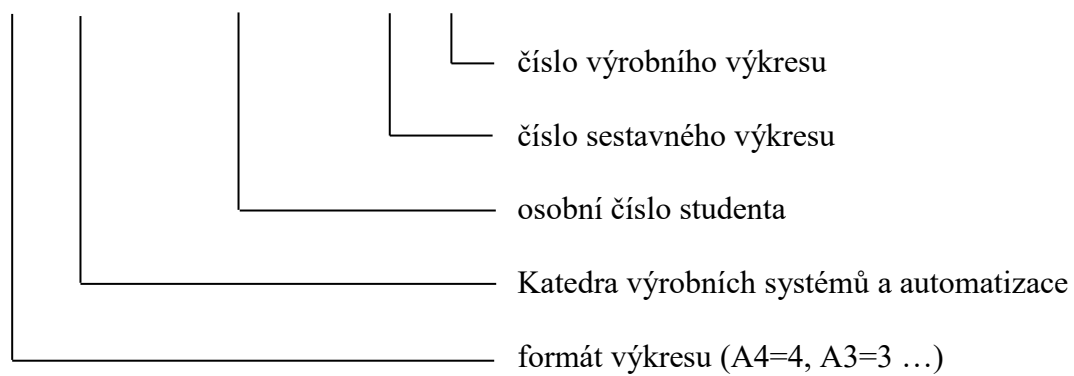 číslo výrobního výkresu
číslo sestavného výkresu
osobní číslo studenta
Katedra výrobních systémů a automatizace
formát výkresu (A4=4, A3=3 …)